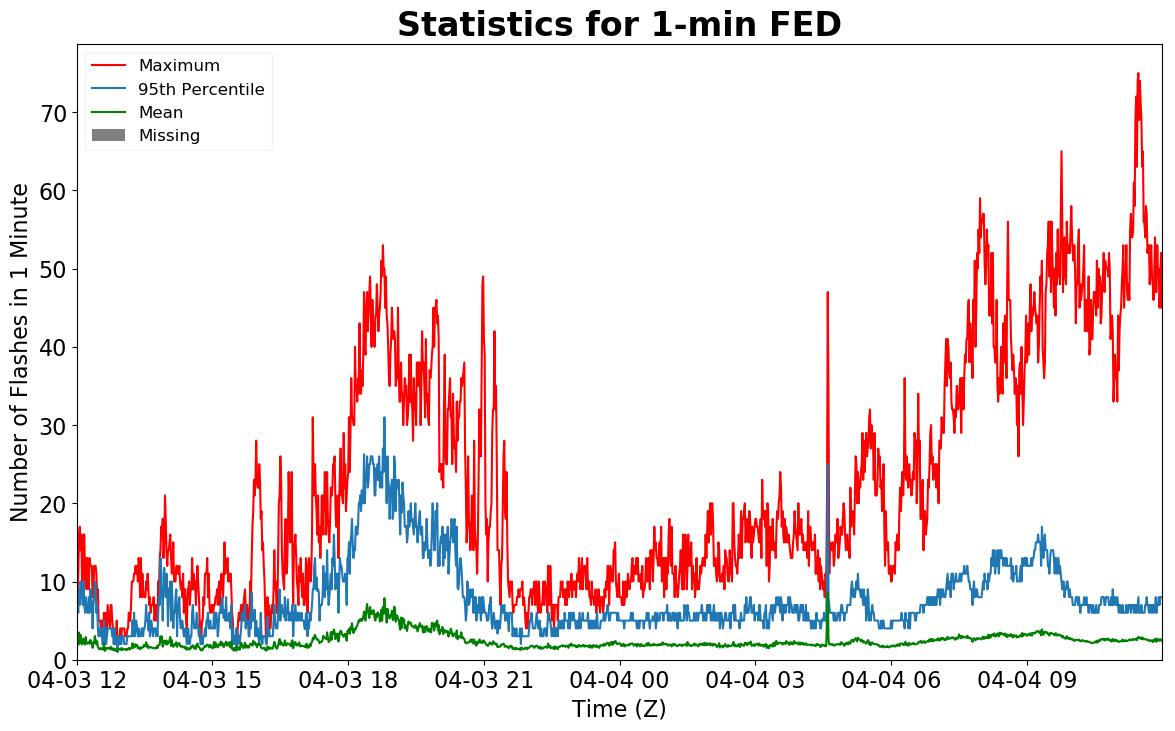 Statistics for 1-min FED
Maximum
95th Percentile
Mean
Missing
Number of Flashes in 1 Minute
70
60
50
40
30
20
10
0
04-03 12 04-03 15 04-03 18 04-03 21 04-04 00 04-04 03 04-04 06 04-04 09
Time (Z)